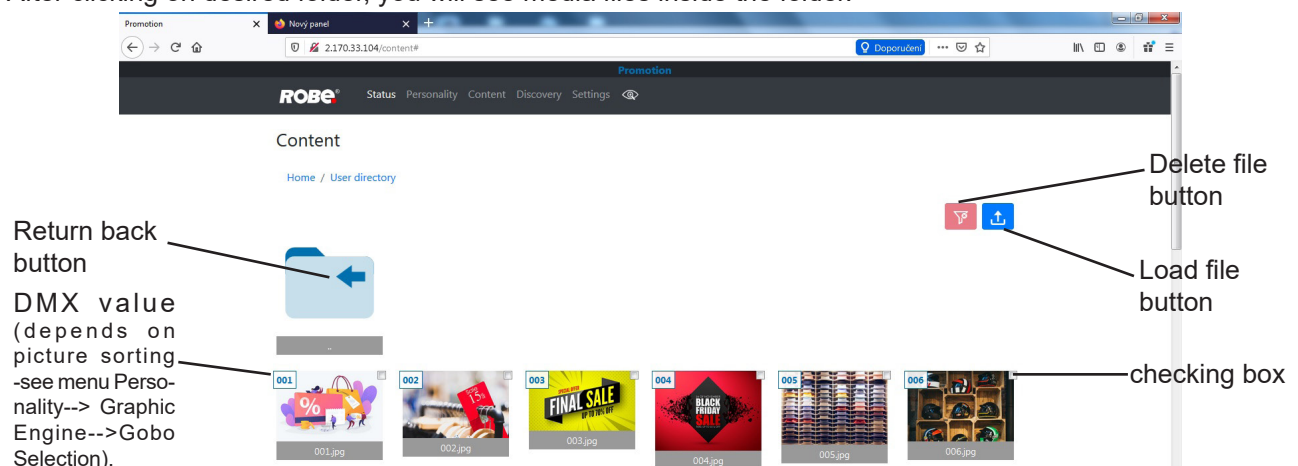 After clicking on desired folder, you will see media files inside the folder.
Promotion
Nový panel
2.170.33.104/content#
Doporučení
Promotion
ROBe®
Status Personality Content Discovery Settings
Content
Home / User directory
Delete file
button
Return back
button
Load file
button
DMX value
(depends on
picture sorting
-see menu Perso-
nality--> Graphic
Engine-->Gobo
Selection).
..
checking box
001
%
001.jpg
002
15%
002.jpg
003
SPECIAL OFFER
FINAL SALE
UP TO 70% OFF
003.jpg
004
BLACK
FRIDAY
SALE
004.jpg
005
005.jpg
006
006.jpg